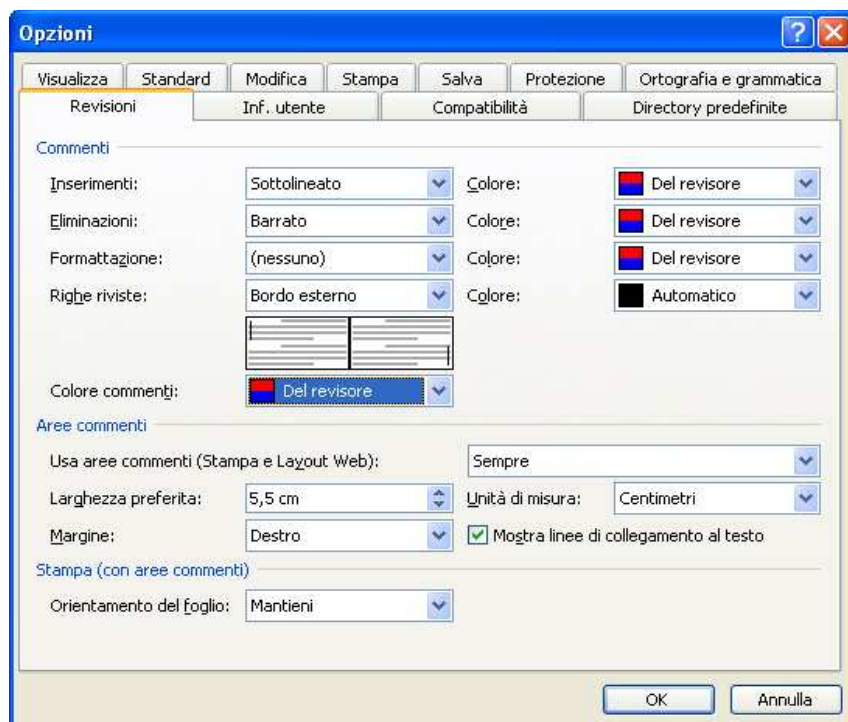 Opzioni
Visualizza Standard Modifica Stampa Salva Protezione Ortografia e grammatica
Revisioni Inf. utente Compatibilità Directory predefinite
Commenti
Inserimenti: Sottolineato Colore: Del revisore
Eliminazioni: Barrato Colore: Del revisore
Formattazione: (nessuno) Colore: Del revisore
Righe riviste: Bordo esterno Colore: Automatico
Colore commenti: Del revisore
Aree commenti
Usa aree commenti (Stampa e Layout Web): Sempre
Larghezza preferita: 5,5 cm Unità di misura: Centimetri
Margine: Destro Mostra linee di collegamento al testo
Stampa (con aree commenti)
Orientamento del foglio: Mantieni
OK Annulla